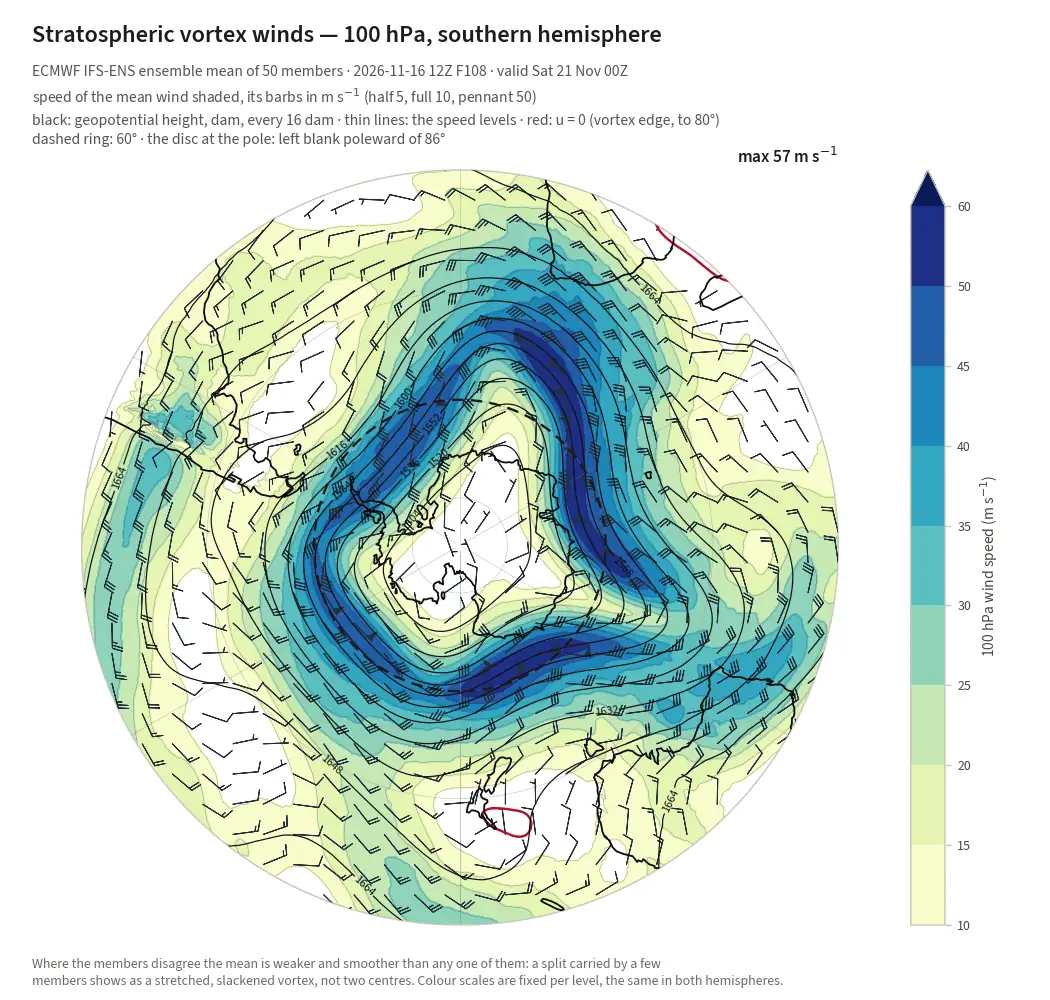 Stratospheric vortex winds — 100 hPa, southern hemisphere
ECMWF IFS-ENS ensemble mean of 50 members · 2026-11-16 12Z F108 · valid Sat 21 Nov 00Z
speed of the mean wind shaded, its barbs in m s⁻¹ (half 5, full 10, pennant 50)
black: geopotential height, dam, every 16 dam · thin lines: the speed levels · red: u = 0 (vortex edge, to 80°)
dashed ring: 60° · the disc at the pole: left blank poleward of 86°
max 57 m s⁻¹
60
50
45
40
35
30
25
20
15
10
100 hPa wind speed (m s⁻¹)
1664
1600
1552
1616
1664
1632
1648
1664
1664
Where the members disagree the mean is weaker and smoother than any one of them: a split carried by a few
members shows as a stretched, slackened vortex, not two centres. Colour scales are fixed per level, the same in both hemispheres.